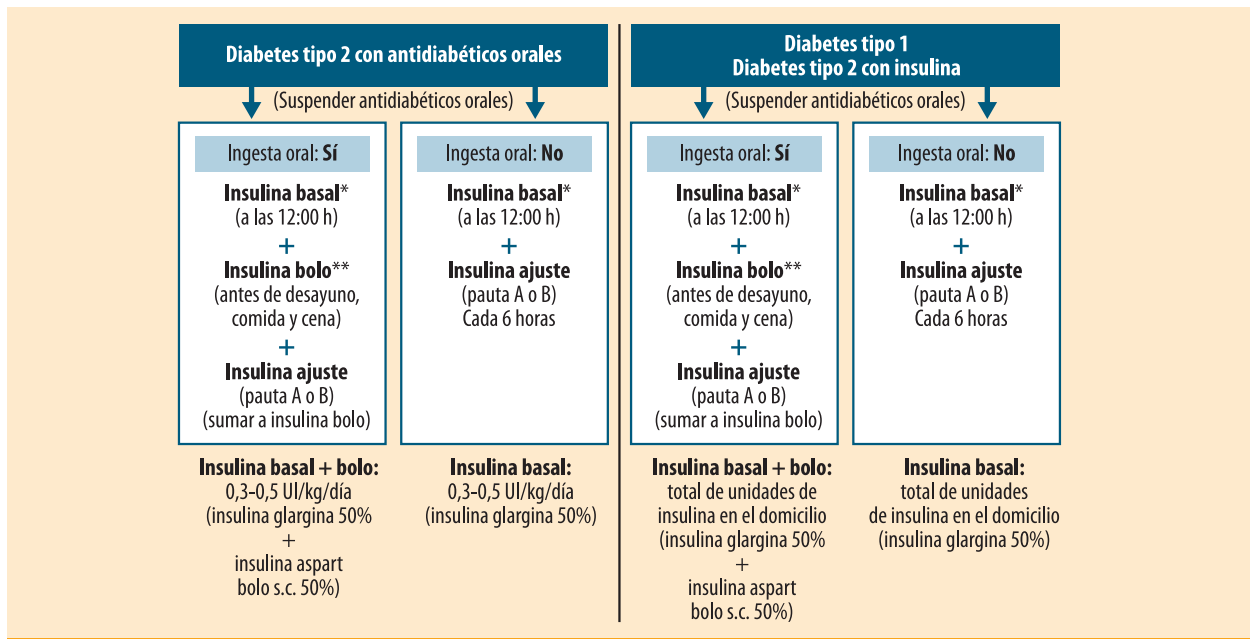 Diabetes tipo 2 con antidiabéticos orales
(Suspender antidiabéticos orales)
Ingesta oral: Sí
Insulina basal*
(a las 12:00 h)
+
Insulina bolo**
(antes de desayuno,
comida y cena)
+
Insulina ajuste
(pauta A o B)
(sumar a insulina bolo)
Insulina basal + bolo:
0,3-0,5 UI/kg/día
(insulina glargina 50%
+
insulina aspart
bolo s.c. 50%)
Ingesta oral: No
Insulina basal*
(a las 12:00 h)
+
Insulina ajuste
(pauta A o B)
Cada 6 horas
Insulina basal:
0,3-0,5 UI/kg/día
(insulina glargina 50%)
Diabetes tipo 1
Diabetes tipo 2 con insulina
(Suspender antidiabéticos orales)
Ingesta oral: Sí
Insulina basal*
(a las 12:00 h)
+
Insulina bolo**
(antes de desayuno,
comida y cena)
+
Insulina ajuste
(pauta A o B)
(sumar a insulina bolo)
Insulina basal + bolo:
total de unidades de
insulina en el domicilio
(insulina glargina 50%
+
insulina aspart
bolo s.c. 50%)
Ingesta oral: No
Insulina basal*
(a las 12:00 h)
+
Insulina ajuste
(pauta A o B)
Cada 6 horas
Insulina basal:
total de unidades
de insulina en el domicilio
(insulina glargina 50%)